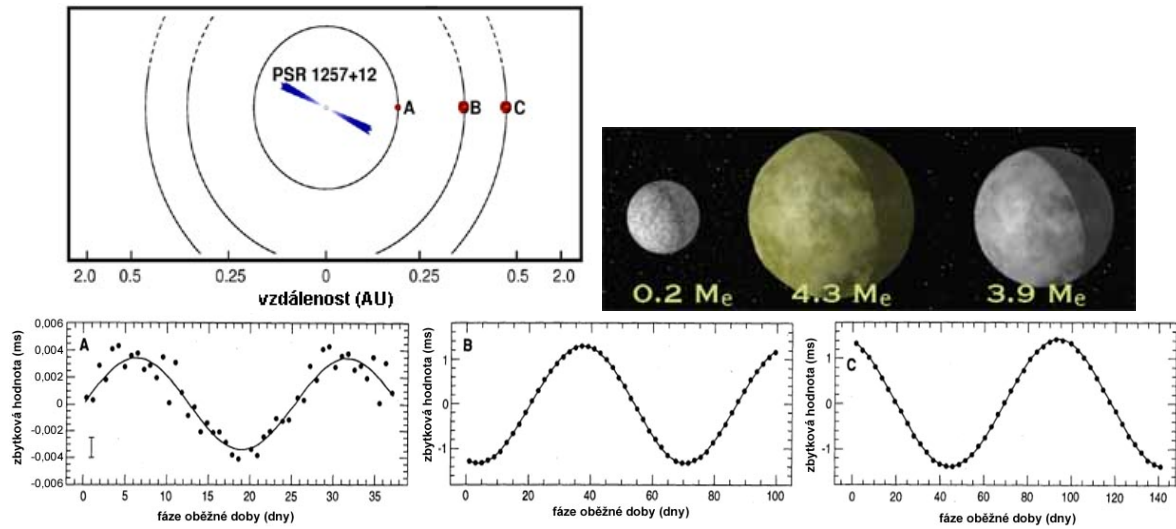 PSR 1257+12
A
B
C
2.0 0.5 0.25 0 0.25 0.5 2.0
vzdálenost (AU)
0.2 Me 4.3 Me 3.9 Me
A
zbytková hodnota (ms)
0,006
0,004
0,002
0,000
-0,002
-0,004
0,006
0 5 10 15 20 25 30 35
fáze oběžné doby (dny)
B
zbytková hodnota (ms)
1
0
-1
0 20 40 60 80 100
fáze oběžné doby (dny)
C
zbytková hodnota (ms)
1
0
-1
0 20 40 60 80 100 120 140
fáze oběžné doby (dny)